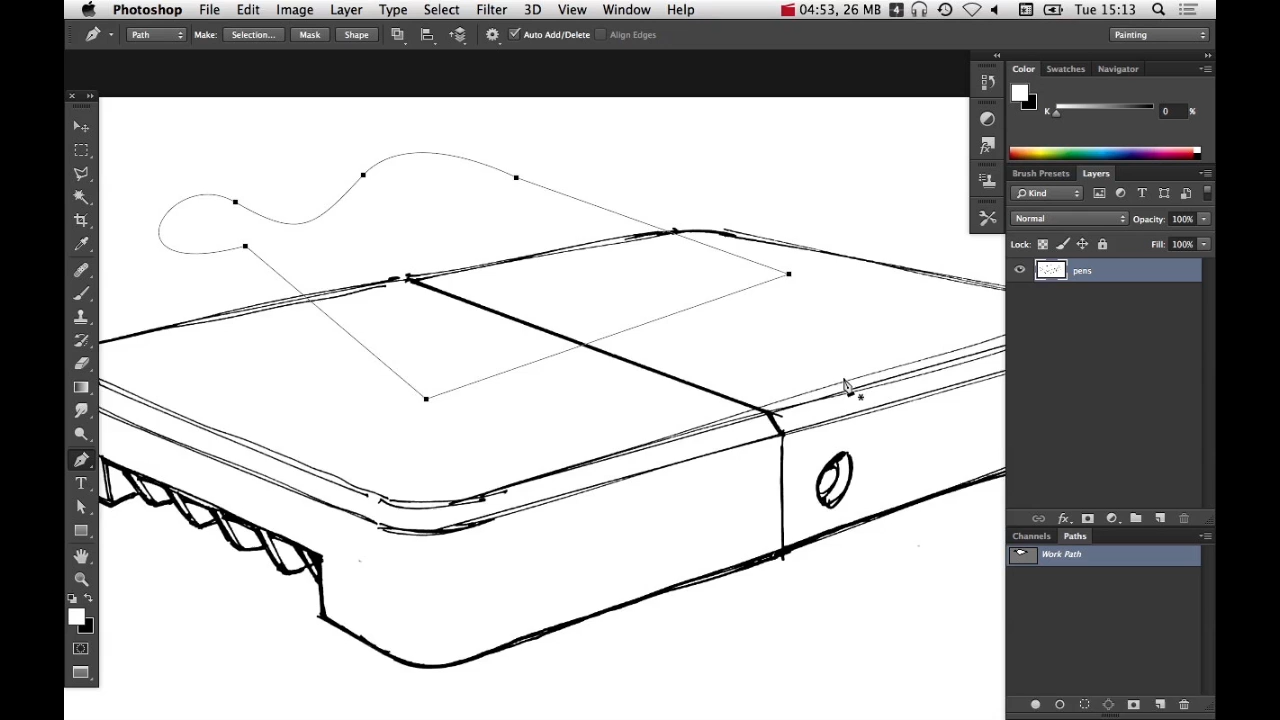 Photoshop File Edit Image Layer Type Select Filter 3D View Window Help 04:53, 26 MB 4 Tue 15:13
Path Make: Selection... Mask Shape Auto Add/Delete Align Edges Painting
Color Swatches Navigator
K 0 %
Brush Presets Layers
Kind
Normal Opacity: 100%
Lock: Fill: 100%
pens
fx
Channels Paths
Work Path